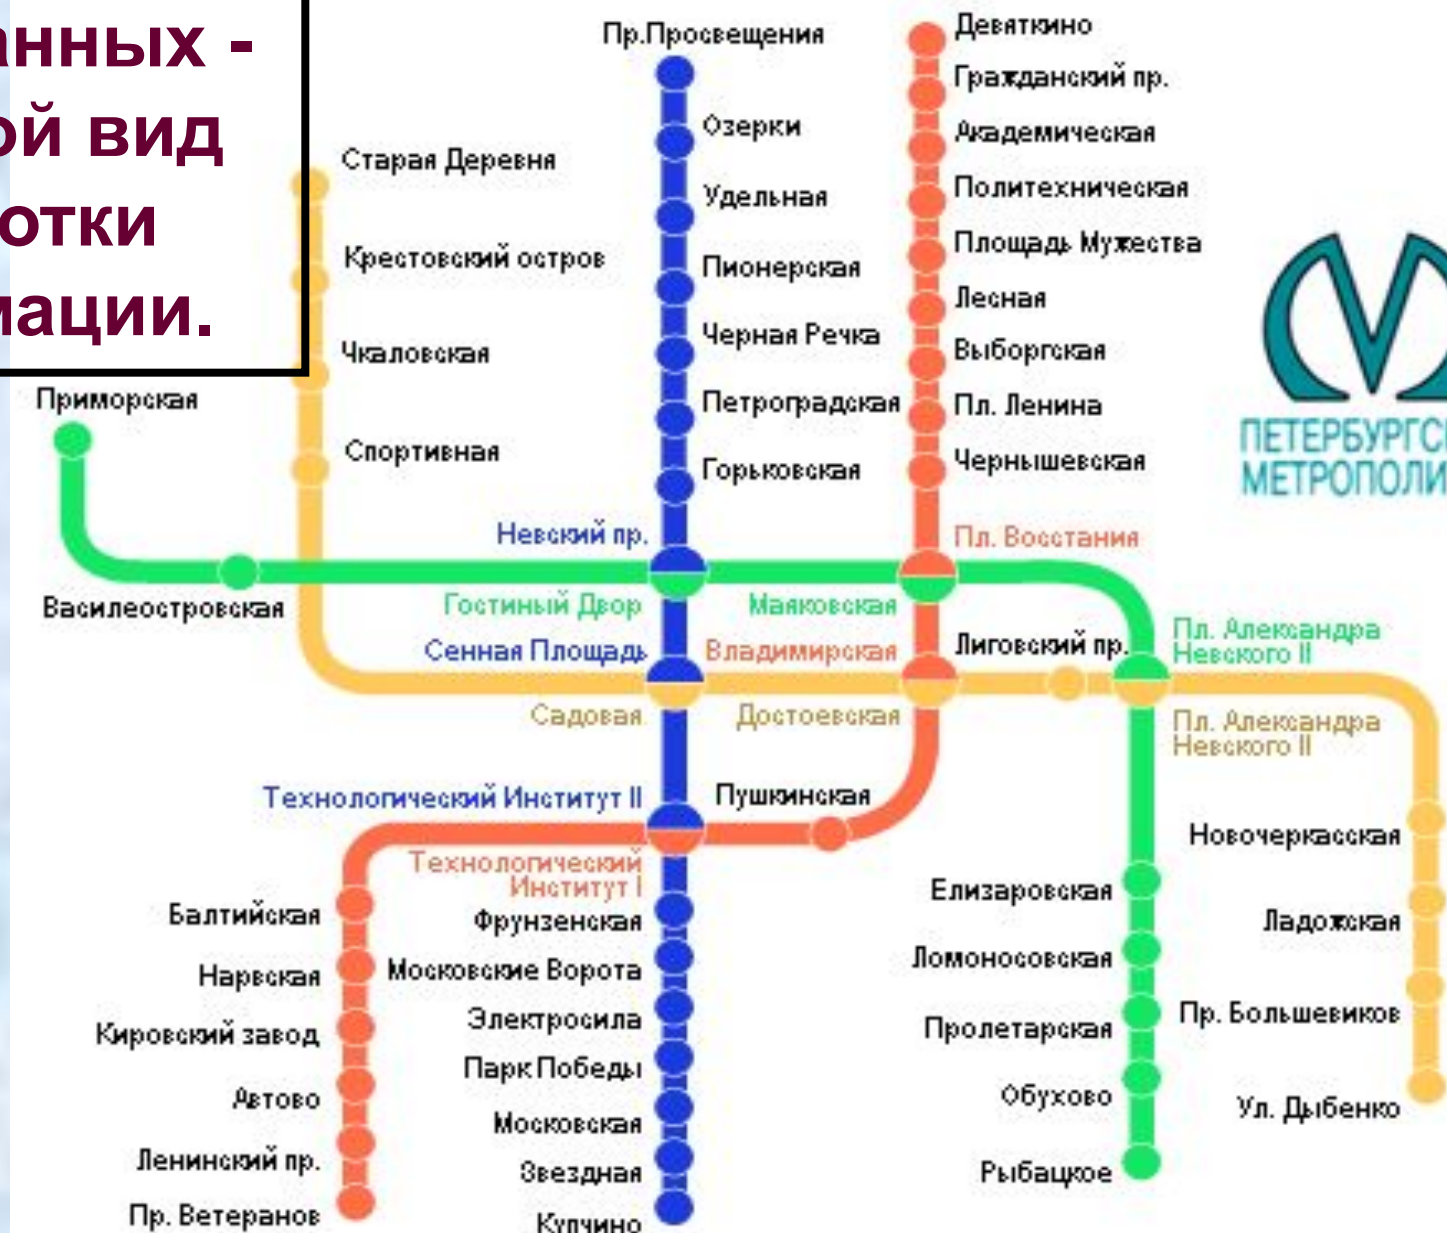 анных -
ой вид
отки
мации.
Пр.Просвещения
Озерки
Удельная
Пионерская
Черная Речка
Петроградская
Горьковская
Невский пр.
Гостиный Двор
Сенная Площадь
Садовая
Технологический Институт II
Технологический
Институт I
Фрунзенская
Московские Ворота
Электросила
Парк Победы
Московская
Звездная
Купчино
Девяткино
Гражданский пр.
Академическая
Политехническая
Площадь Мужества
Лесная
Выборгская
Пл. Ленина
Чернышевская
Пл. Восстания
Маяковская
Владимирская
Достоевская
Пушкинская
Балтийская
Нарвская
Кировский завод
Автово
Ленинский пр.
Пр. Ветеранов
Старая Деревня
Крестовский остров
Чкаловская
Спортивная
Лиговский пр.
Приморская
Василеостровская
Пл. Александра
Невского II
Пл. Александра
Невского II
Елизаровская
Ломоносовская
Пролетарская
Обухово
Рыбацкое
Новочеркасская
Ладожская
Пр. Большевиков
Ул. Дыбенко
ПЕТЕРБУРГС
МЕТРОПОЛИ